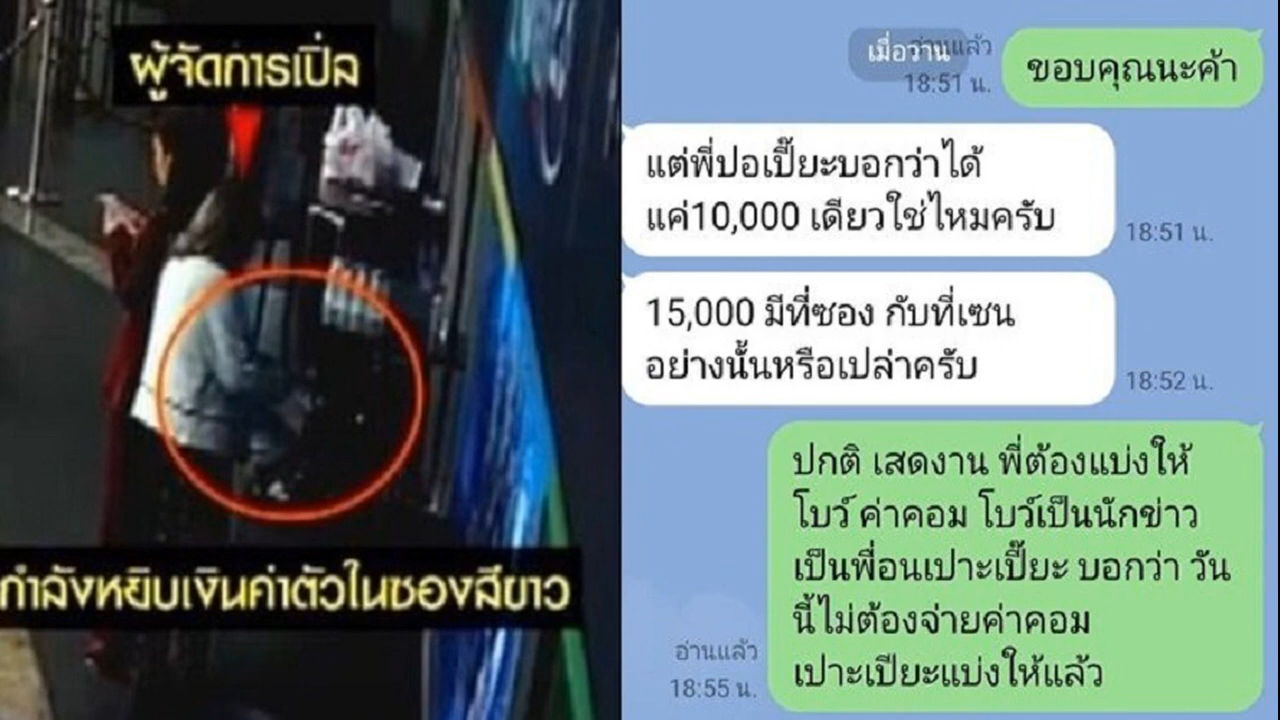 ผู้จัดการเปิ่ล
กำลังหยิบเงินค่าตัวในซองสีขาว
เมื่อวาน
อ่านแล้ว
18:51 น.
ขอบคุณนะค้า
แต่พี่ปอเปี๊ยะบอกว่าได้
แค่10,000 เดียวใช่ไหมครับ
18:51 น.
15,000 มีที่ซอง กับที่เซน
อย่างนั้นหรือเปล่าครับ
18:52 น.
ปกติ เสดงาน พี่ต้องแบ่งให้
โบว์ ค่าคอม โบว์เป็นนักข่าว
เป็นพื่อนเปาะเปี๊ยะ บอกว่า วัน
นี้ไม่ต้องจ่ายค่าคอม
เปาะเปียะแบ่งให้แล้ว
อ่านแล้ว
18:55 น.